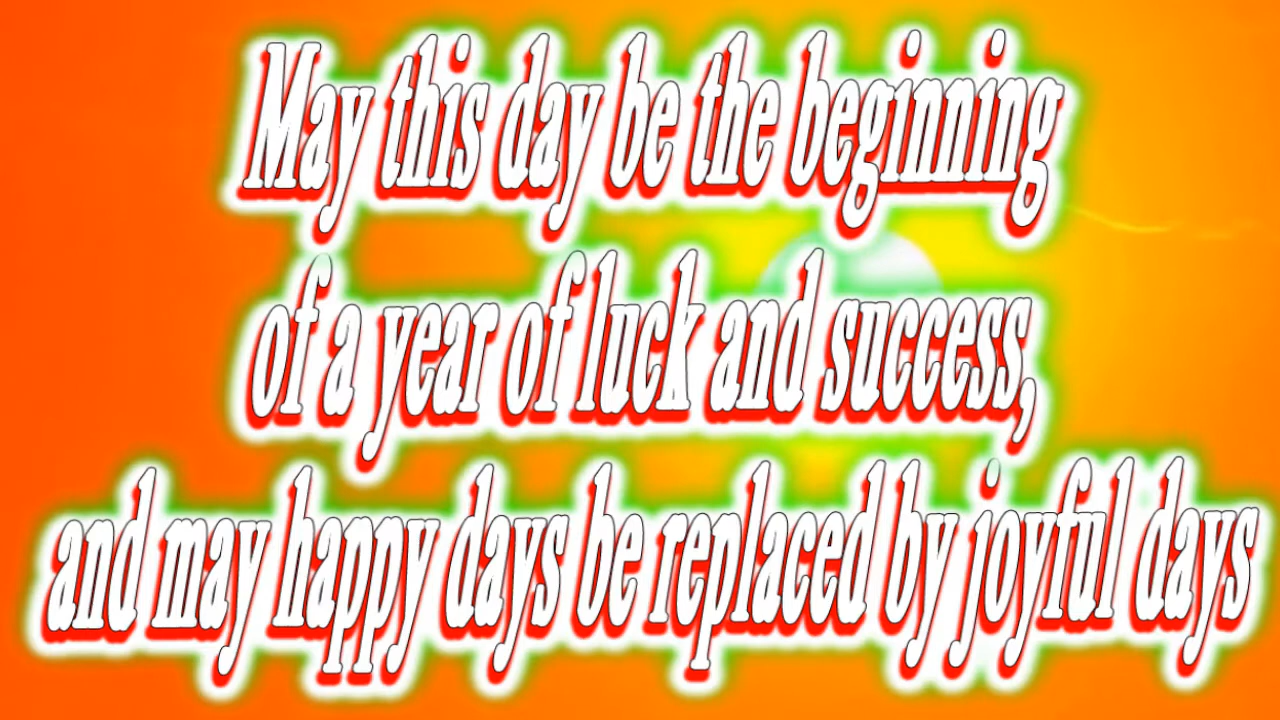 May this day be the beginning
of a year of luck and success,
and may happy days be replaced by joyful days